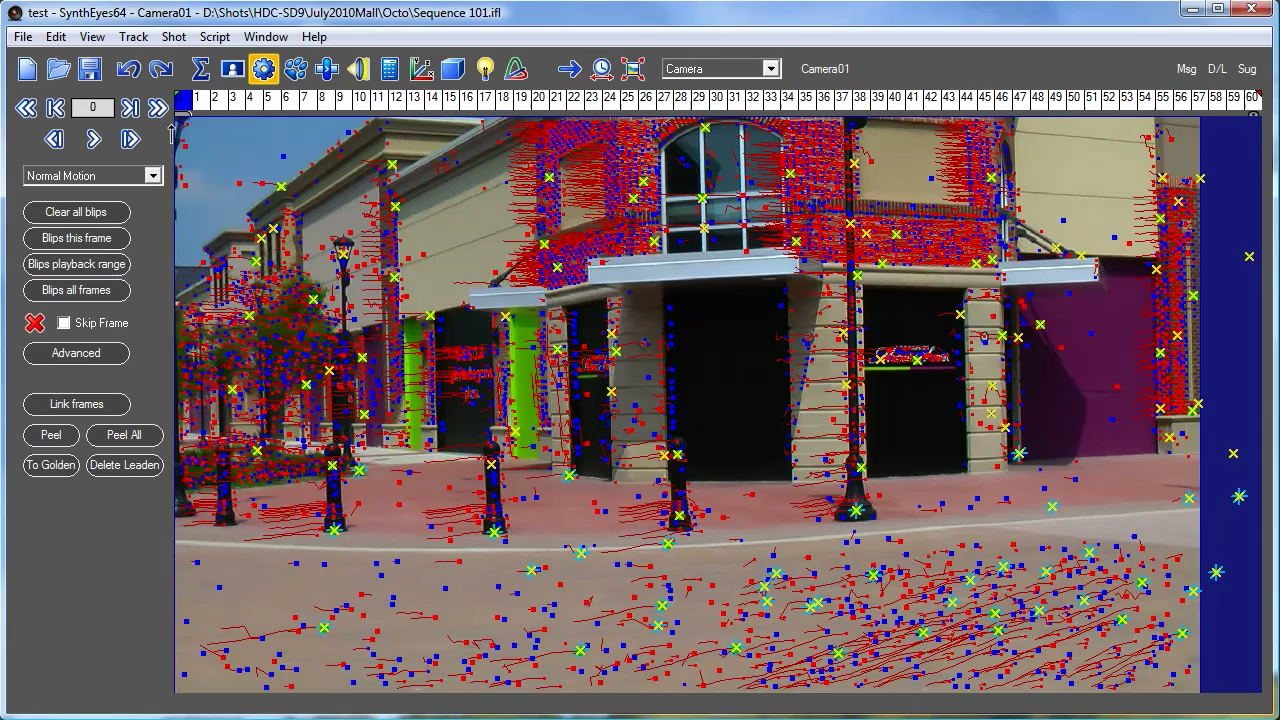 test - SynthEyes64 - Camera01 - D:\Shots\HDC-SD9\July2010Mall\Octo\Sequence 101.ifl
File Edit View Track Shot Script Window Help
Camera Camera01 Msg D/L Sug
0 1 2 3 4 5 6 7 8 9 10 11 12 13 14 15 16 17 18 19 20 21 22 23 24 25 26 27 28 29 30 31 32 33 34 35 36 37 38 39 40 41 42 43 44 45 46 47 48 49 50 51 52 53 54 55 56 57 58 59 60
Normal Motion
Clear all blips
Blips this frame
Blips playback range
Blips all frames
Skip Frame
Advanced
Link frames
Peel Peel All
To Golden Delete Leaden